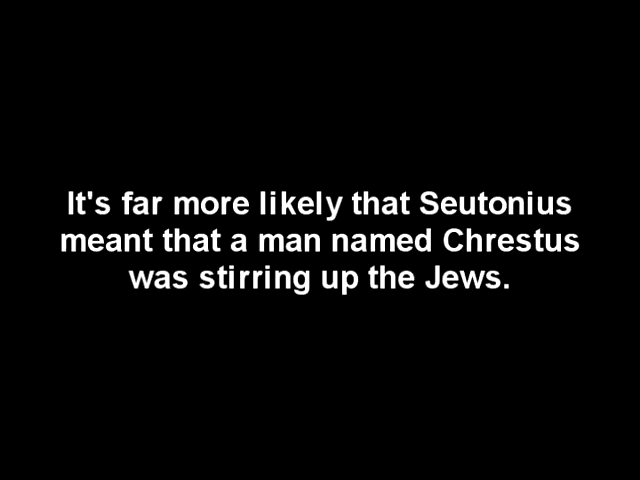 It's far more likely that Seutonius
meant that a man named Chrestus
was stirring up the Jews.